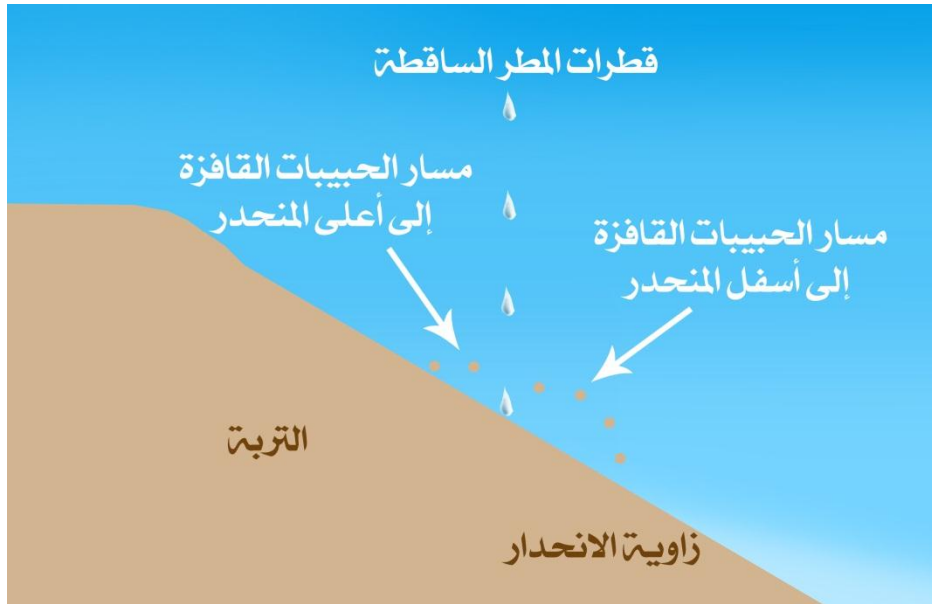 قطرات المطر الساقطة
مسار الحبيبات القافزة
إلى أعلى المنحدر
مسار الحبيبات القافزة
إلى أسفل المنحدر
التربة
زاوية الانحدار